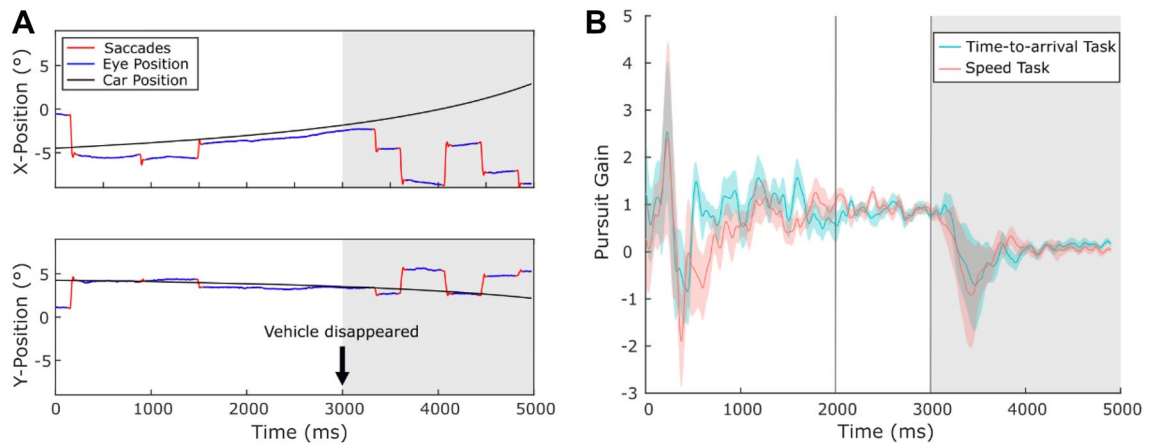 A
B
Saccades
Eye Position
Car Position
X-Position (°)
5
0
-5
Y-Position (°)
5
0
-5
Vehicle disappeared
0
1000
2000
3000
4000
5000
Time (ms)
Pursuit Gain
5
4
3
2
1
0
-1
-2
-3
Time-to-arrival Task
Speed Task
0
1000
2000
3000
4000
5000
Time (ms)